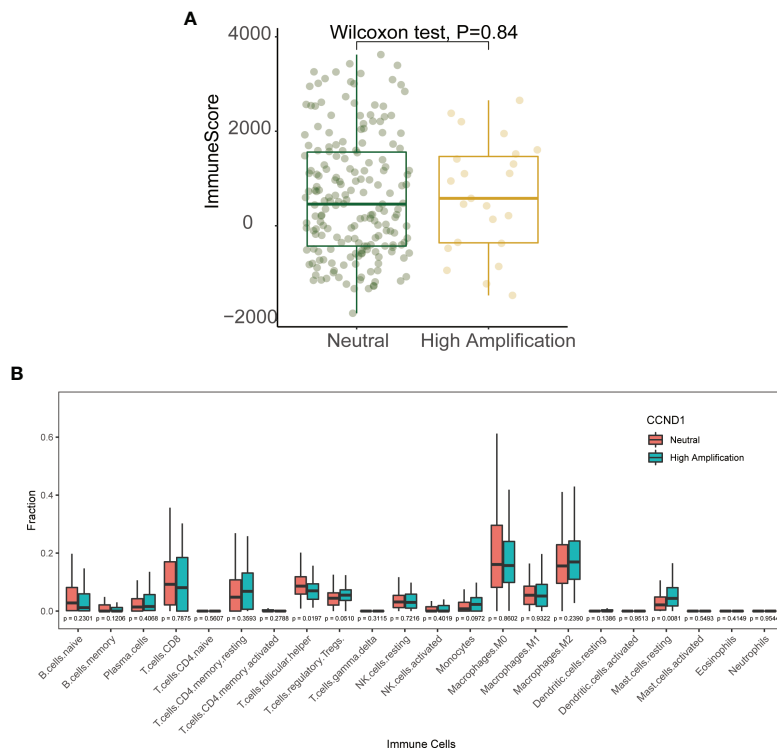 A
Wilcoxon test, P=0.84
4000
2000
0
−2000
ImmuneScore
Neutral
High Amplification
B
CCND1
Neutral
High Amplification
0.6
0.4
0.2
0.0
Fraction
p = 0.2301
p = 0.1206
p = 0.4068
p = 0.7875
p = 0.5607
p = 0.3593
p = 0.2788
p = 0.0197
p = 0.0510
p = 0.3115
p = 0.7216
p = 0.4019
p = 0.0972
p = 0.8602
p = 0.9322
p = 0.2390
p = 0.1386
p = 0.9513
p = 0.0081
p = 0.5493
p = 0.4149
p = 0.9544
B.cells.naive
B.cells.memory
Plasma.cells
T.cells.CD8
T.cells.CD4.naive
T.cells.CD4.memory.resting
T.cells.CD4.memory.activated
T.cells.follicular.helper
T.cells.regulatory.Tregs.
T.cells.gamma.delta
NK.cells.resting
NK.cells.activated
Monocytes
Macrophages.M0
Macrophages.M1
Macrophages.M2
Dendritic.cells.resting
Dendritic.cells.activated
Mast.cells.resting
Mast.cells.activated
Eosinophils
Neutrophils
Immune Cells